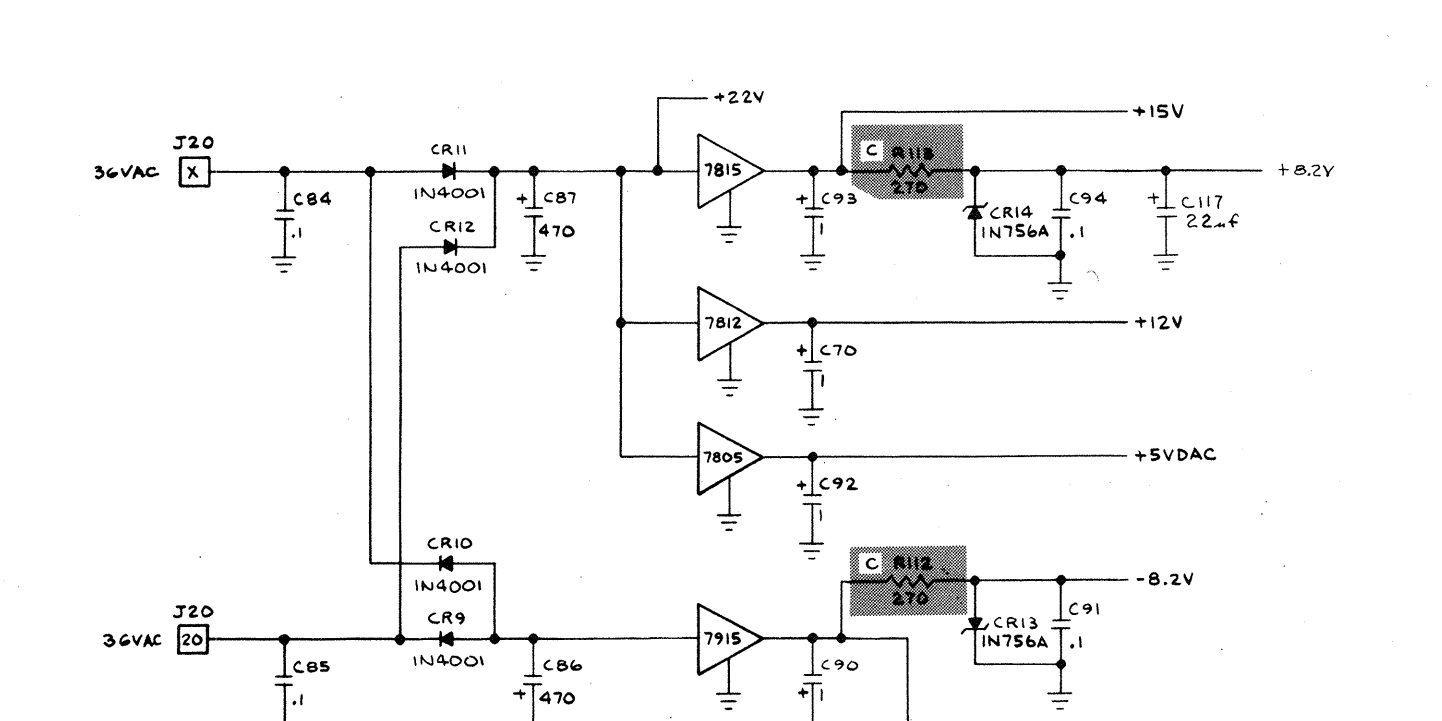 +22V
+15V
J20
36VAC X
CR11
1N4001
C84
.1
CR12
1N4001
+ C87
470
7815
+ C93
1
C R113
270
+8.2V
CR14
1N756A
C94
.1
+ C117
22uf
7812
+12V
+ C70
1
7805
+5VDAC
+ C92
1
CR10
1N4001
J20
36VAC 20
CR9
1N4001
C85
.1
C86
+ 470
7915
C90
+ 1
C R112
270
-8.2V
CR13
1N756A
C91
.1